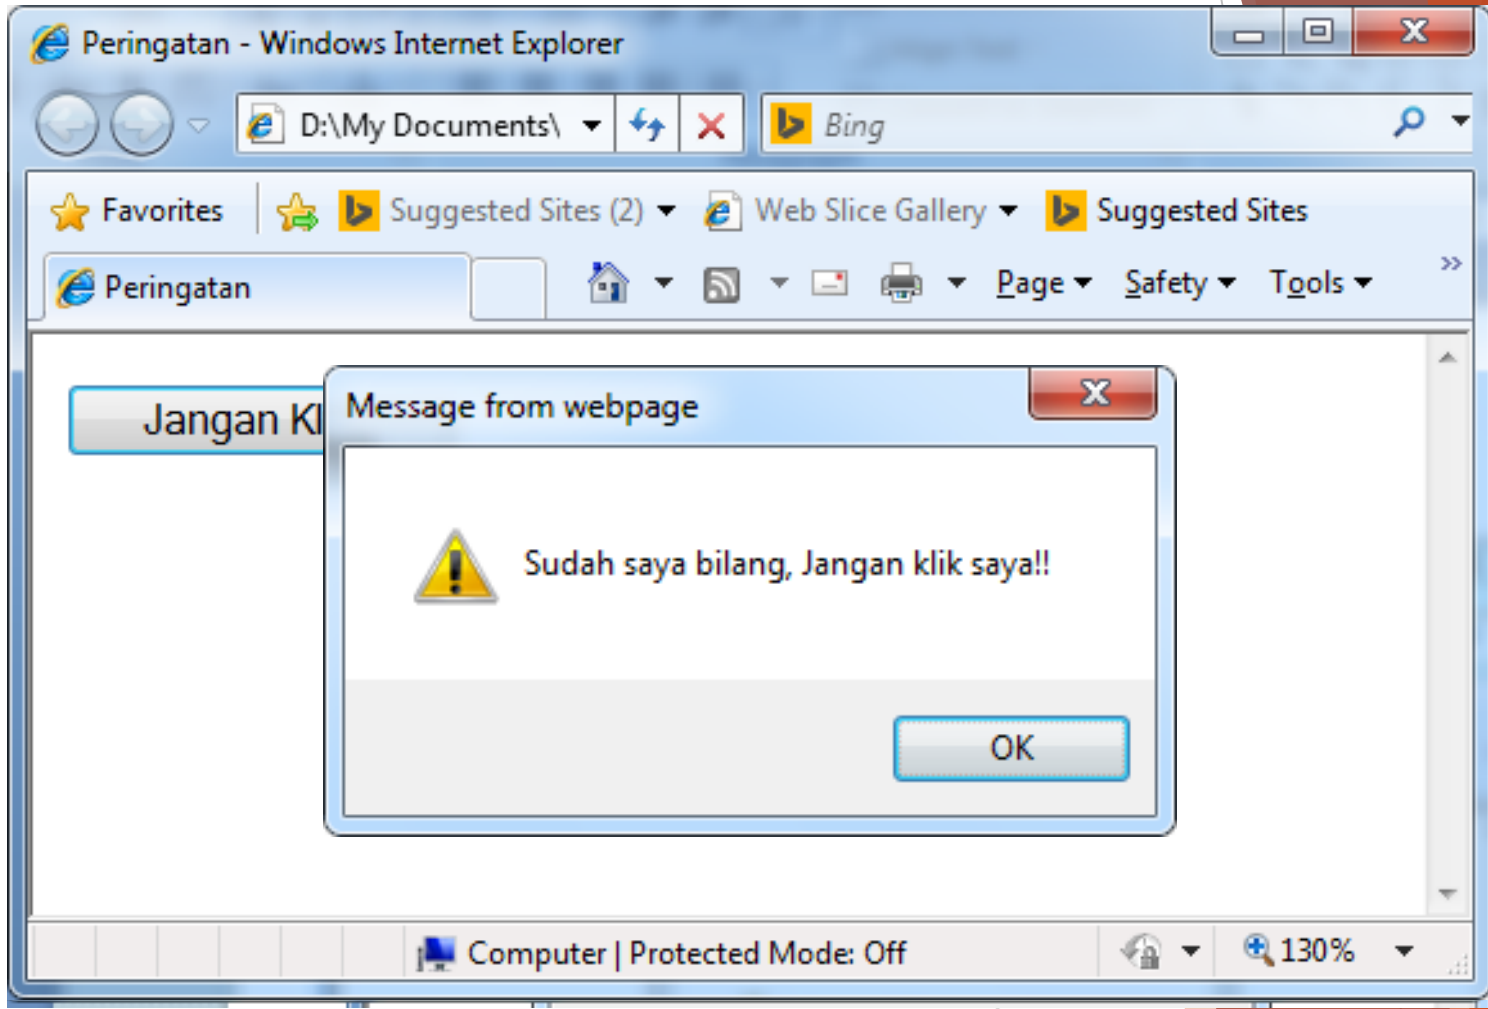 Peringatan - Windows Internet Explorer
D:\My Documents\
Bing
Favorites
Suggested Sites (2)
Web Slice Gallery
Suggested Sites
Peringatan
Page
Safety
Tools
Jangan
Message from webpage
Sudah saya bilang, Jangan klik saya!!
OK
Computer | Protected Mode: Off
130%